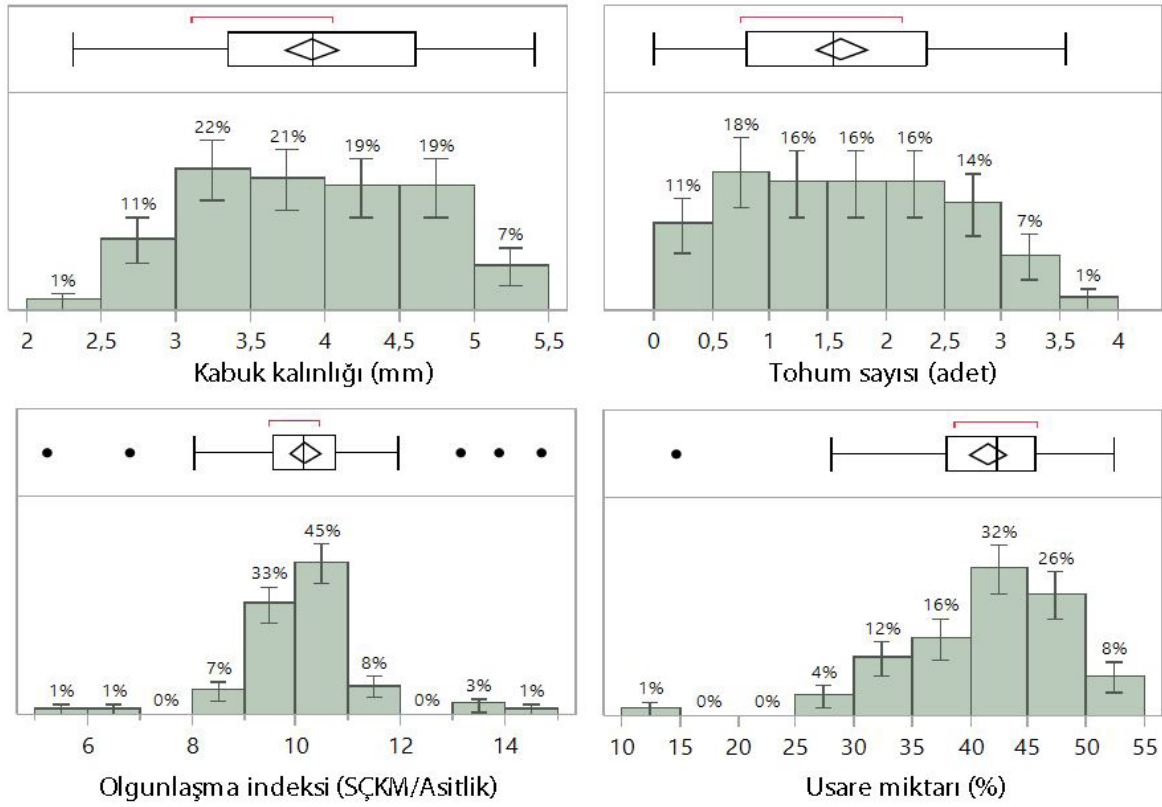 22% 21% 19% 19%
11% 7%
1%
2 2,5 3 3,5 4 4,5 5 5,5
Kabuk kalınlığı (mm)
18% 16% 16% 16% 14%
11% 7%
1%
0 0,5 1 1,5 2 2,5 3 3,5 4
Tohum sayısı (adet)
45%
33%
7% 8%
1% 1% 0% 0% 3% 1%
6 8 10 12 14
Olgunlaşma indeksi (SÇKM/Asitlik)
32%
26%
16%
12%
8%
4%
1% 0% 0%
10 15 20 25 30 35 40 45 50 55
Usare miktarı (%)